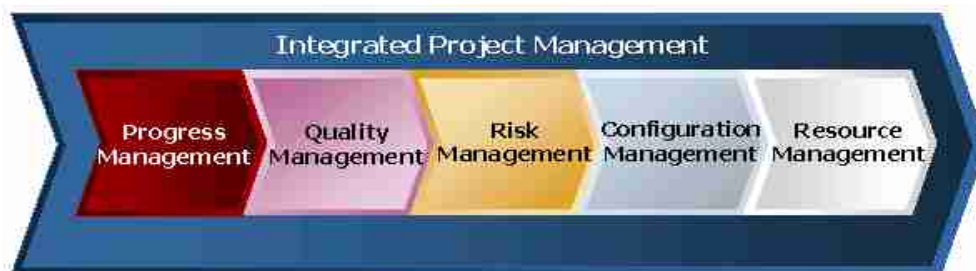 Integrated Project Management
Progress
Management
Quality
Management
Risk
Management
Configuration
Management
Resource
Management